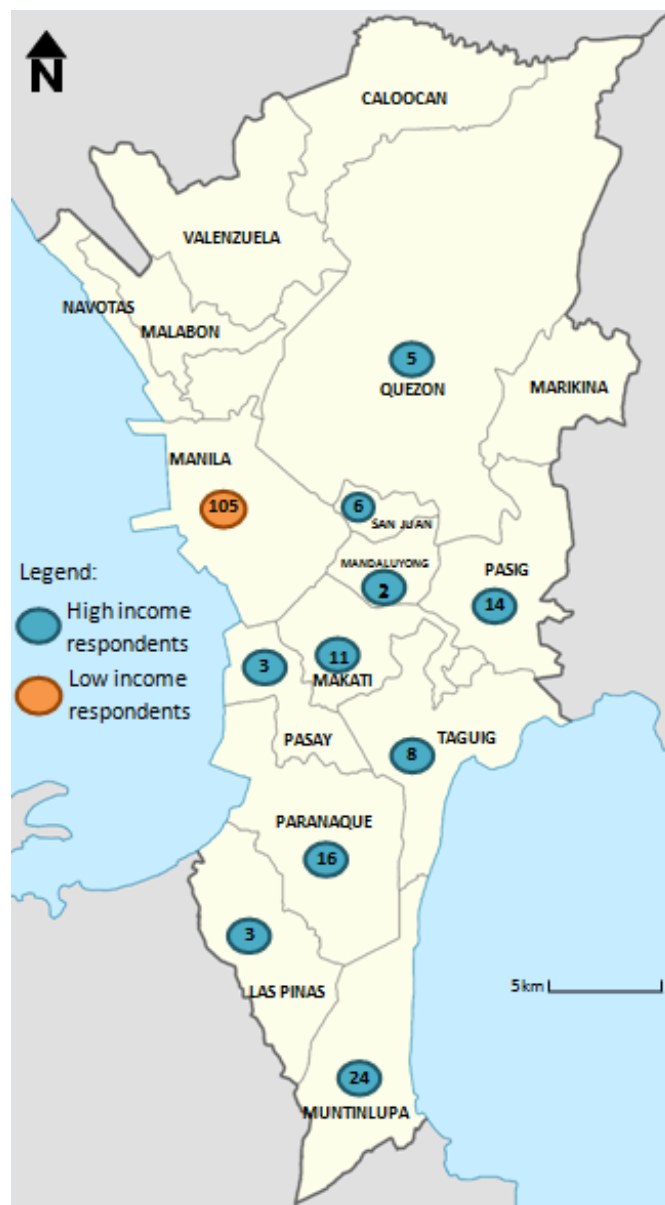 N
CALOOCAN
VALENZUELA
NAVOTAS
MALABON
5
QUEZON
MARIKINA
MANILA
105
6
SAN JUAN
MANDALUYONG
2
PASIG
14
Legend:
High income
respondents
Low income
respondents
3
11
MAKATI
PASAY
TAGUIG
8
PARANAQUE
16
3
LAS PINAS
5km
24
MUNTINLUPA